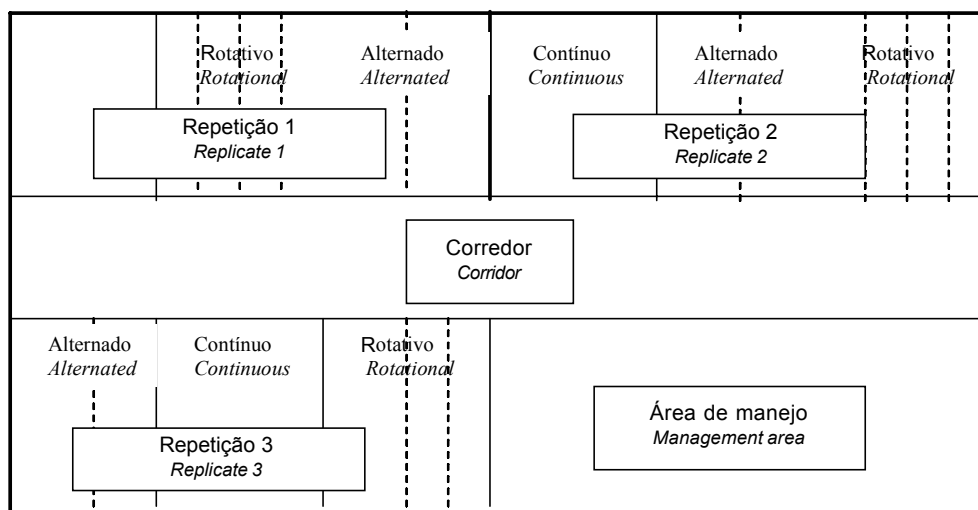 Rotativo
Rotational
Alternado
Alternated
Contínuo
Continuous
Alternado
Alternated
Rotativo
Rotational
Repetição 1
Replicate 1
Repetição 2
Replicate 2
Corredor
Corridor
Alternado
Alternated
Contínuo
Continuous
Rotativo
Rotational
Repetição 3
Replicate 3
Área de manejo
Management area